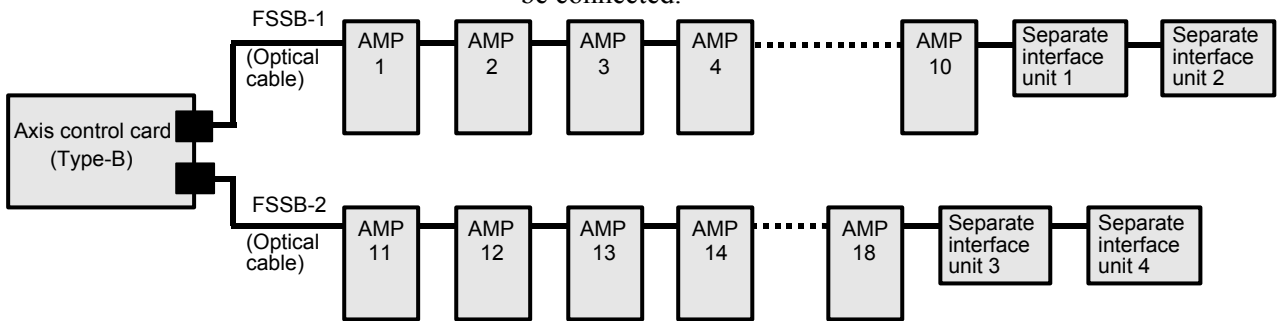 be connected.
FSSB-1
(Optical
cable)
AMP
1
AMP
2
AMP
3
AMP
4
AMP
10
Separate
interface
unit 1
Separate
interface
unit 2
Axis control card
(Type-B)
FSSB-2
(Optical
cable)
AMP
11
AMP
12
AMP
13
AMP
14
AMP
18
Separate
interface
unit 3
Separate
interface
unit 4